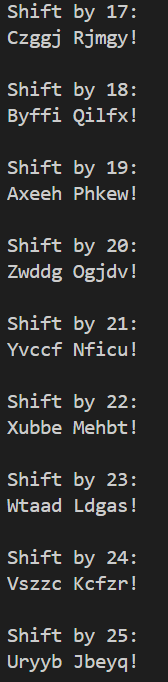 Shift by 17:
Czggj Rjmgy!
Shift by 18:
Byffi Qilfx!
Shift by 19:
Axeeh Phkew!
Shift by 20:
Zwddg Ogjdv!
Shift by 21:
Yvccf Nficu!
Shift by 22:
Xubbe Mehbt!
Shift by 23:
Wtaad Ldgas!
Shift by 24:
Vszzc Kcfzr!
Shift by 25:
Uryyb Jbeyq!